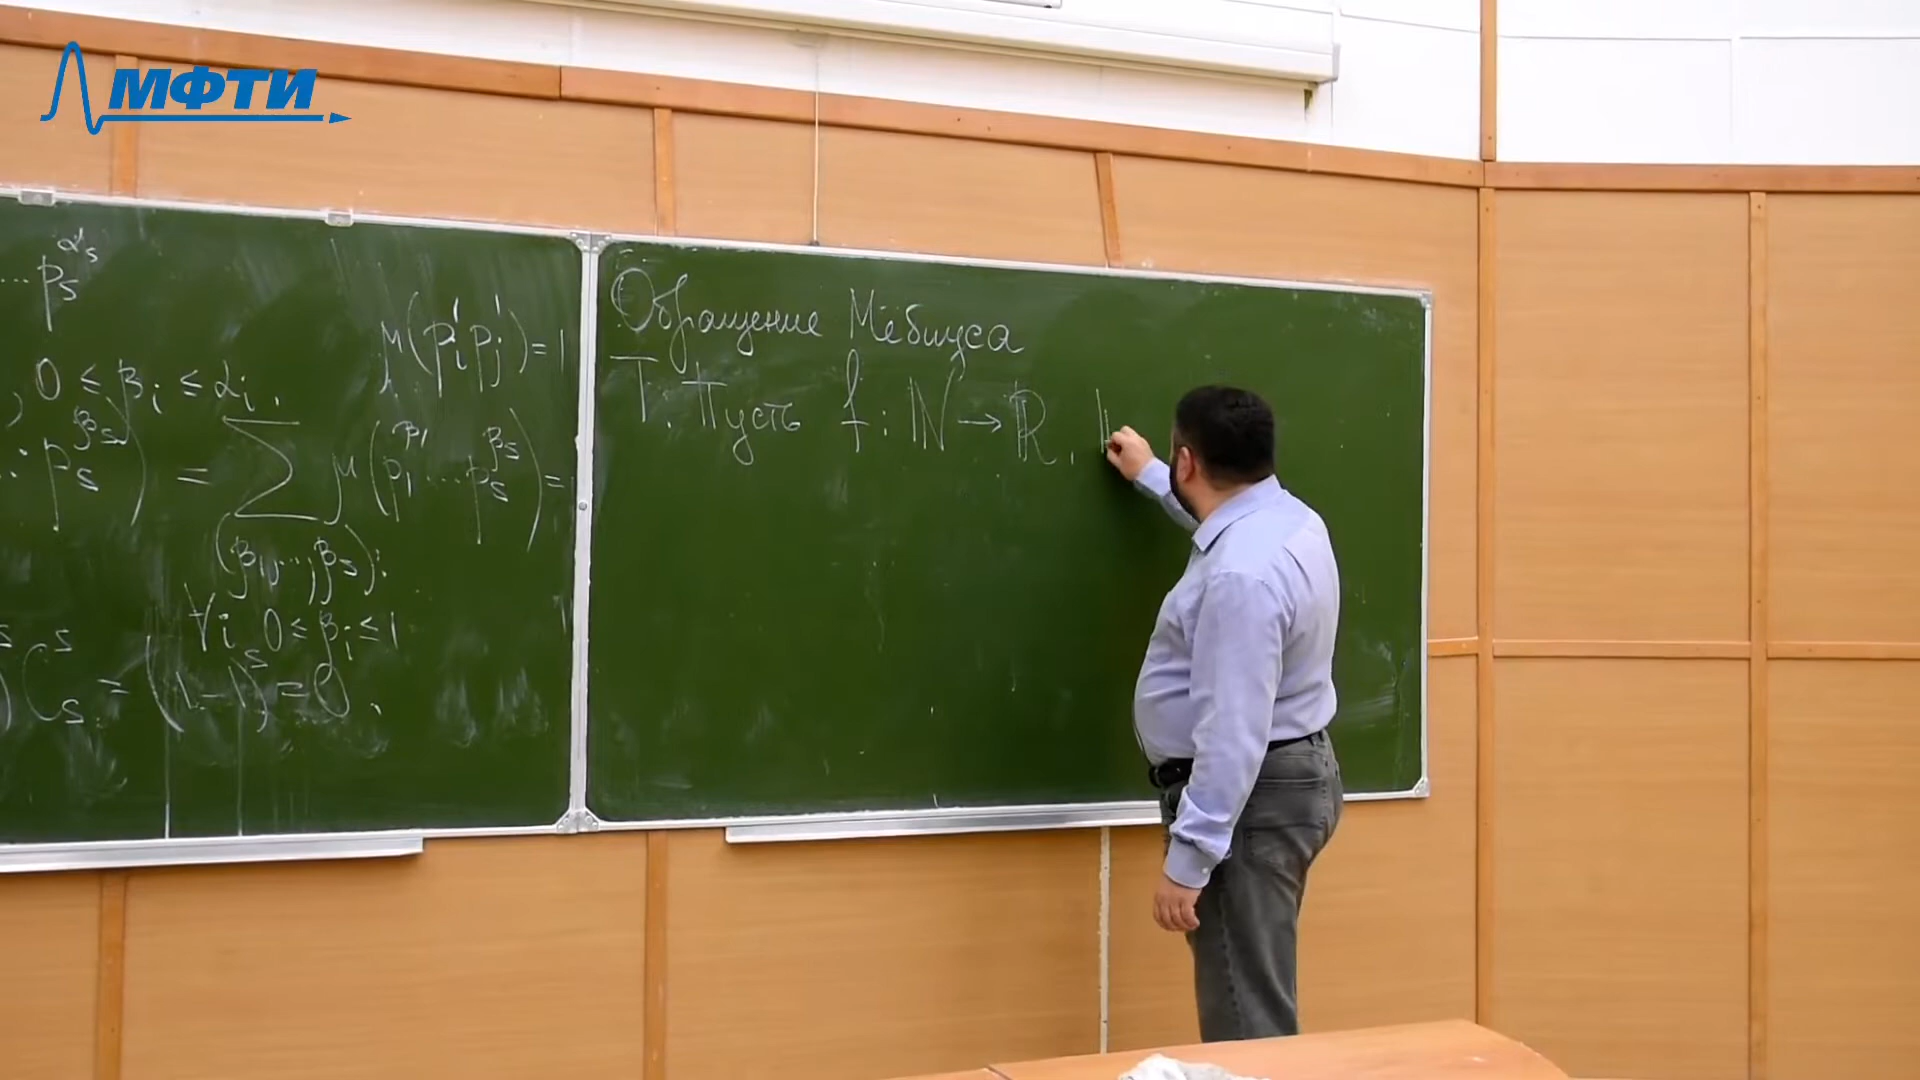 МФТИ
...p_s^{α_s}
μ(p_i^1 p_j^1) = 1
, 0 ≤ β_i ≤ α_i.
...p_s^{β_s}) = ∑ μ(p_1^{β_1}...p_s^{β_s}) =
(β_1,...,β_s):
∀i 0 ≤ β_i ≤ 1
) C_s^s = (1-1)^s = 0.
Обращение Мёбиуса
Т. Пусть f: ℕ → ℝ,